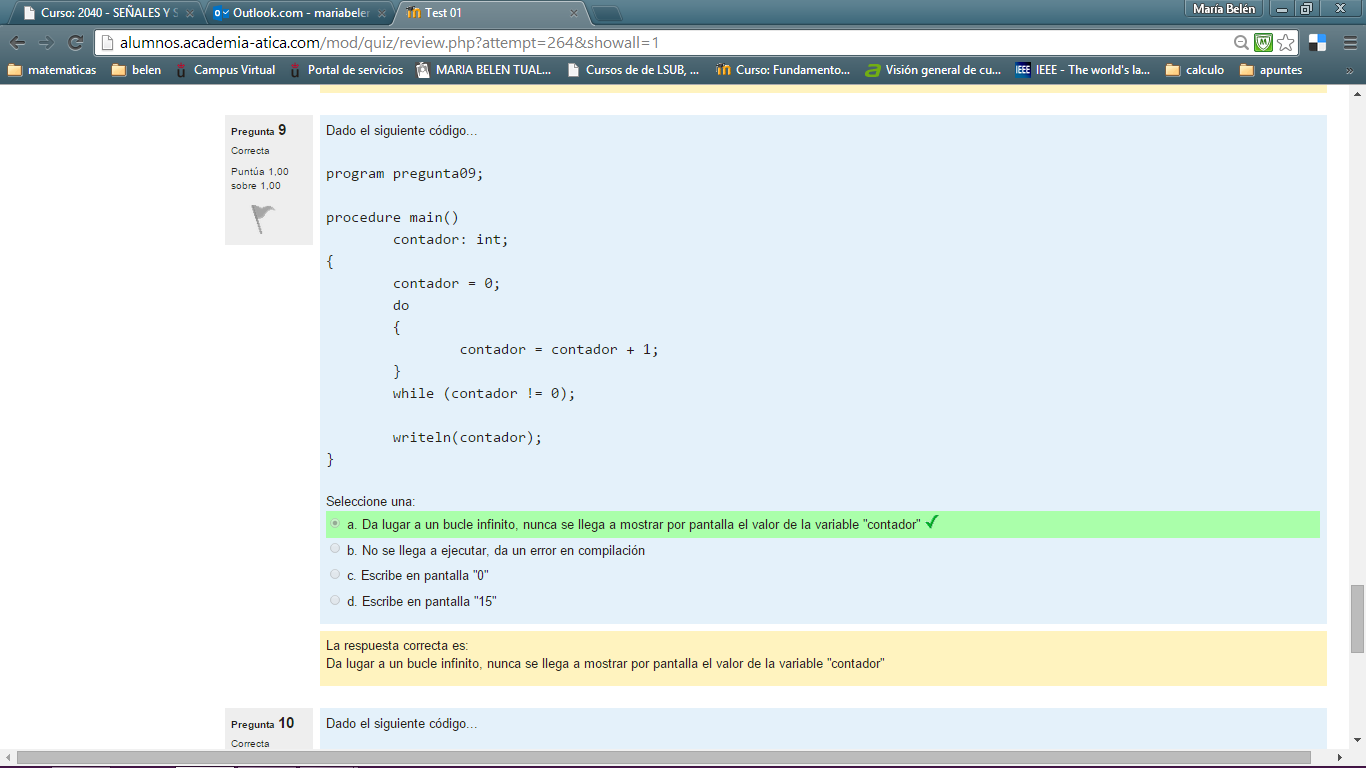 Curso: 2040 - SEÑALES Y S
Outlook.com - mariabeler
Test 01
María Belén
alumnos.academia-atica.com/mod/quiz/review.php?attempt=264&showall=1
matematicas
belen
Campus Virtual
Portal de servicios
MARIA BELEN TUAL...
Cursos de de LSUB, ...
Curso: Fundamento...
Visión general de cu...
IEEE - The world's la...
calculo
apuntes
»
Pregunta 9
Correcta
Puntúa 1,00
sobre 1,00
Dado el siguiente código...
program pregunta09;
procedure main()
contador: int;
{
contador = 0;
do
{
contador = contador + 1;
}
while (contador != 0);
writeln(contador);
}
Seleccione una:
a. Da lugar a un bucle infinito, nunca se llega a mostrar por pantalla el valor de la variable "contador"
b. No se llega a ejecutar, da un error en compilación
c. Escribe en pantalla "0"
d. Escribe en pantalla "15"
La respuesta correcta es:
Da lugar a un bucle infinito, nunca se llega a mostrar por pantalla el valor de la variable "contador"
Pregunta 10
Correcta
Dado el siguiente código...